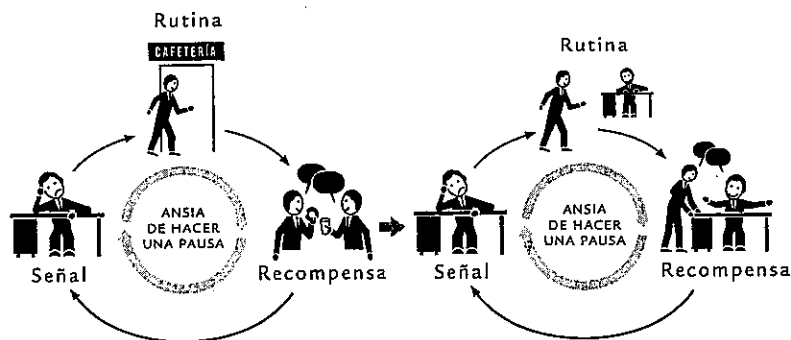 Rutina
CAFETERÍA
ANSIA
DE HACER
UNA PAUSA
Señal
Recompensa
Rutina
ANSIA
DE HACER
UNA PAUSA
Señal
Recompensa